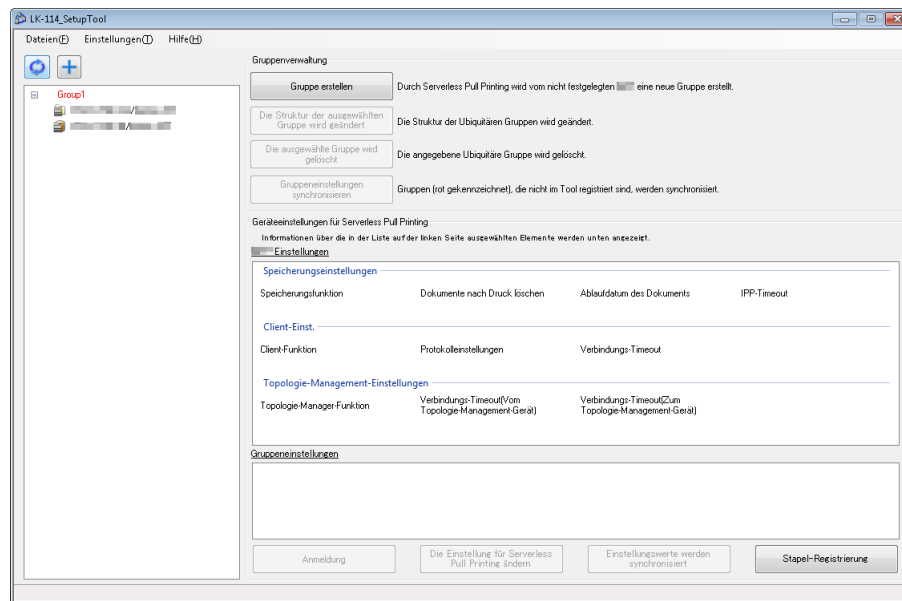 LK-114_SetupTool
Dateien(F) Einstellungen(T) Hilfe(H)
Group1
Gruppenverwaltung
Gruppe erstellen
Durch Serverless Pull Printing wird vom nicht festgelegten eine neue Gruppe erstellt.
Die Struktur der ausgewählten
Gruppe wird geändert
Die Struktur der Ubiquitären Gruppen wird geändert.
Die ausgewählte Gruppe wird
gelöscht
Die angegebene Ubiquitäre Gruppe wird gelöscht.
Gruppeneinstellungen
synchronisieren
Gruppen (rot gekennzeichnet), die nicht im Tool registriert sind, werden synchronisiert.
Geräteeinstellungen für Serverless Pull Printing
Informationen über die in der Liste auf der linken Seite ausgewählten Elemente werden unten angezeigt.
Einstellungen
Speicherungseinstellungen
Speicherungsfunktion Dokumente nach Druck löschen Ablaufdatum des Dokuments IPP-Timeout
Client-Einst.
Client-Funktion Protokolleinstellungen Verbindungs-Timeout
Topologie-Management-Einstellungen
Topologie-Manager-Funktion
Verbindungs-Timeout(Vom
Topologie-Management-Gerät)
Verbindungs-Timeout(Zum
Topologie-Management-Gerät)
Gruppeneinstellungen
Anmeldung
Die Einstellung für Serverless
Pull Printing ändern
Einstellungswerte werden
synchronisiert
Stapel-Registrierung